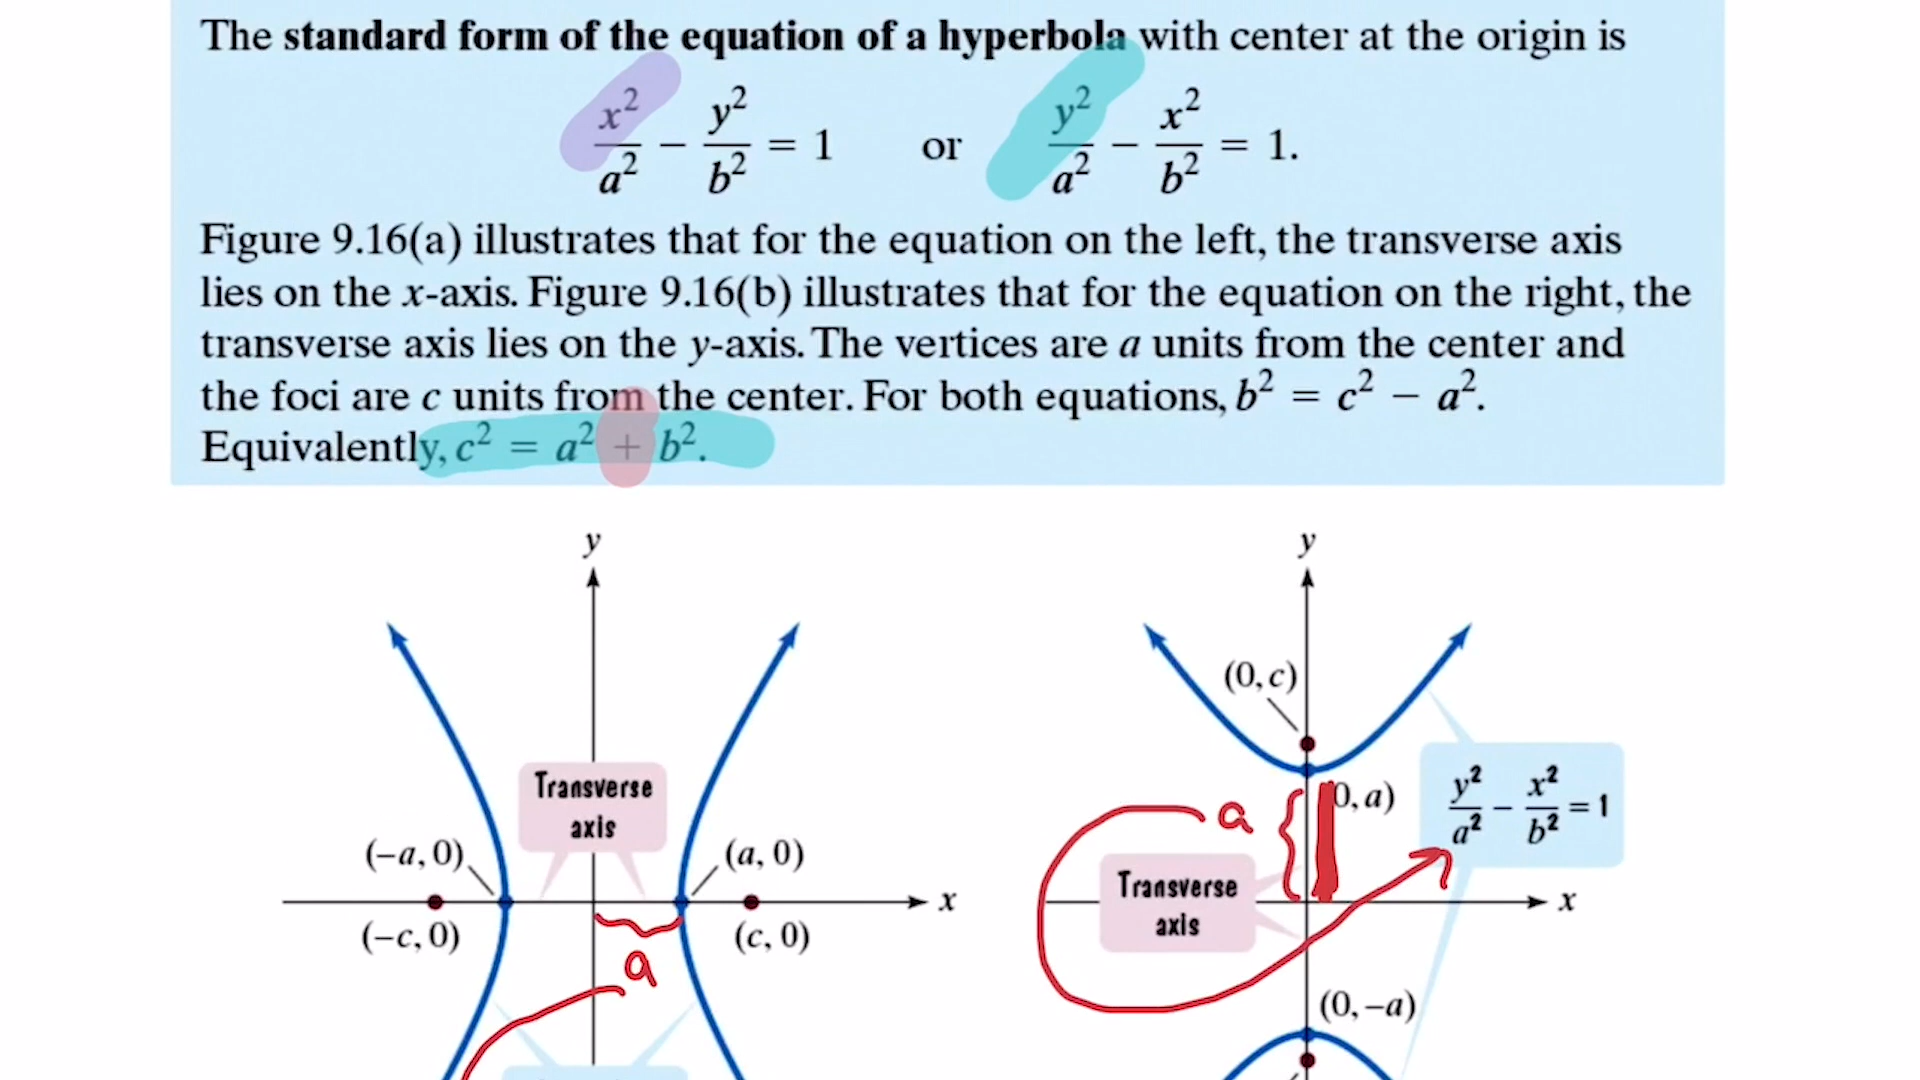 The standard form of the equation of a hyperbola with center at the origin is
x²/a² − y²/b² = 1 or y²/a² − x²/b² = 1.
Figure 9.16(a) illustrates that for the equation on the left, the transverse axis
lies on the x-axis. Figure 9.16(b) illustrates that for the equation on the right, the
transverse axis lies on the y-axis. The vertices are a units from the center and
the foci are c units from the center. For both equations, b² = c² − a².
Equivalently, c² = a² + b².
y
Transverse
axis
(−a, 0)
(a, 0)
x
(−c, 0)
(c, 0)
a
y
(0, c)
(0, a)
a
y²/a² − x²/b² = 1
Transverse
axis
x
(0, −a)